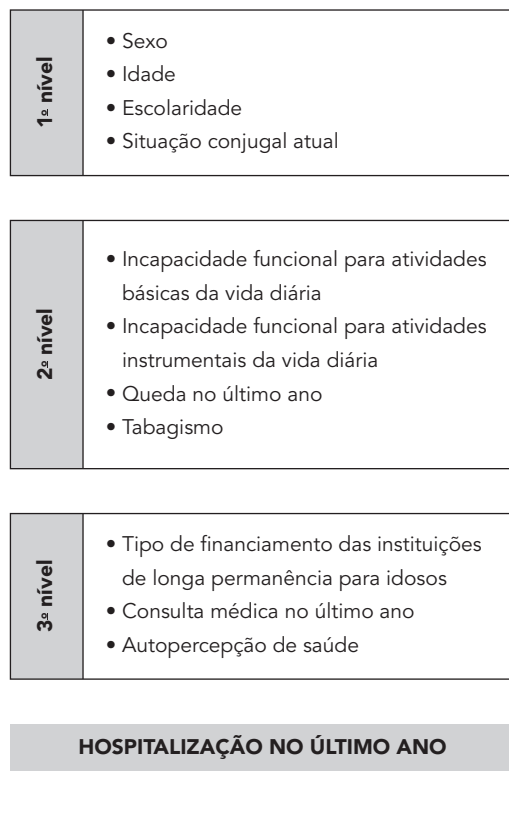 1º nível
• Sexo
• Idade
• Escolaridade
• Situação conjugal atual
2º nível
• Incapacidade funcional para atividades
básicas da vida diária
• Incapacidade funcional para atividades
instrumentais da vida diária
• Queda no último ano
• Tabagismo
3º nível
• Tipo de financiamento das instituições
de longa permanência para idosos
• Consulta médica no último ano
• Autopercepção de saúde
HOSPITALIZAÇÃO NO ÚLTIMO ANO